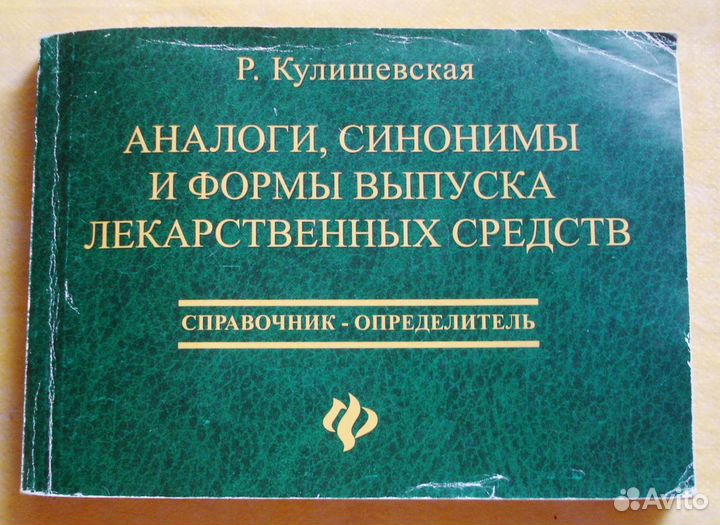 Р. Кулишевская
АНАЛОГИ, СИНОНИМЫ
И ФОРМЫ ВЫПУСКА
ЛЕКАРСТВЕННЫХ СРЕДСТВ
СПРАВОЧНИК - ОПРЕДЕЛИТЕЛЬ
Avito